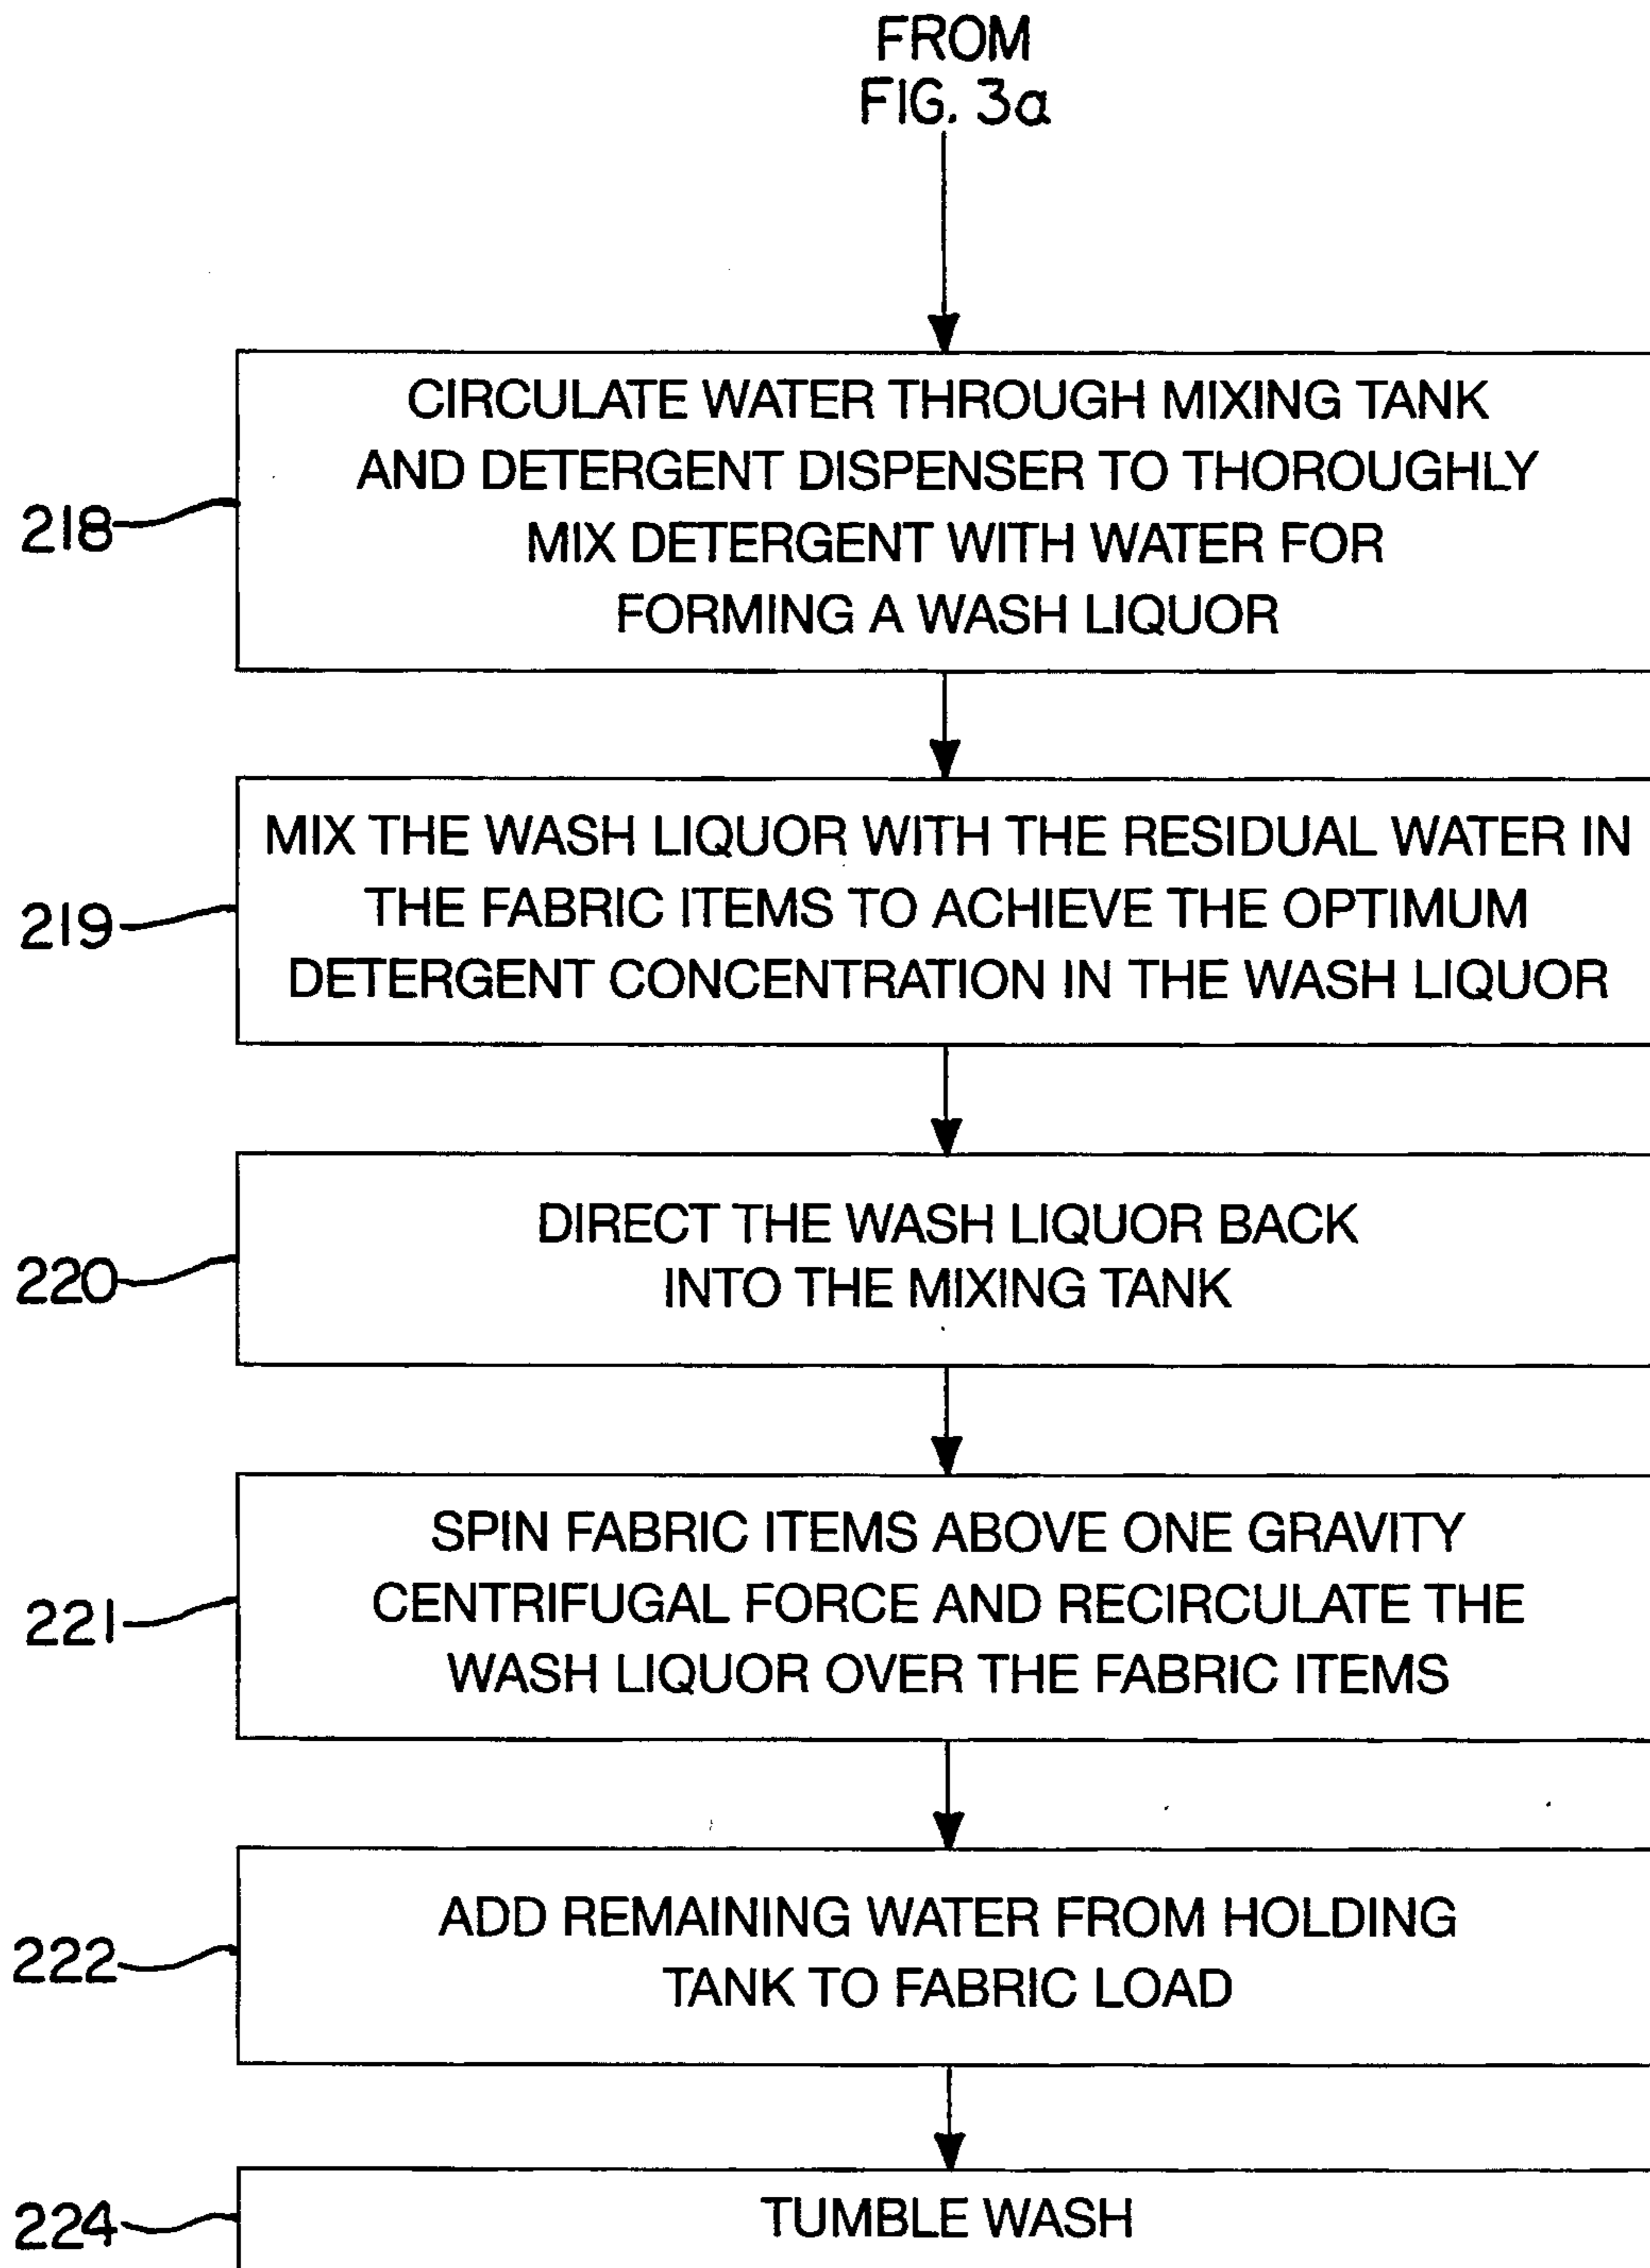 FROM
FIG. 3a
CIRCULATE WATER THROUGH MIXING TANK
AND DETERGENT DISPENSER TO THOROUGHLY
MIX DETERGENT WITH WATER FOR
FORMING A WASH LIQUOR
218
MIX THE WASH LIQUOR WITH THE RESIDUAL WATER IN
THE FABRIC ITEMS TO ACHIEVE THE OPTIMUM
DETERGENT CONCENTRATION IN THE WASH LIQUOR
219
DIRECT THE WASH LIQUOR BACK
INTO THE MIXING TANK
220
SPIN FABRIC ITEMS ABOVE ONE GRAVITY
CENTRIFUGAL FORCE AND RECIRCULATE THE
WASH LIQUOR OVER THE FABRIC ITEMS
221
ADD REMAINING WATER FROM HOLDING
TANK TO FABRIC LOAD
222
TUMBLE WASH
224